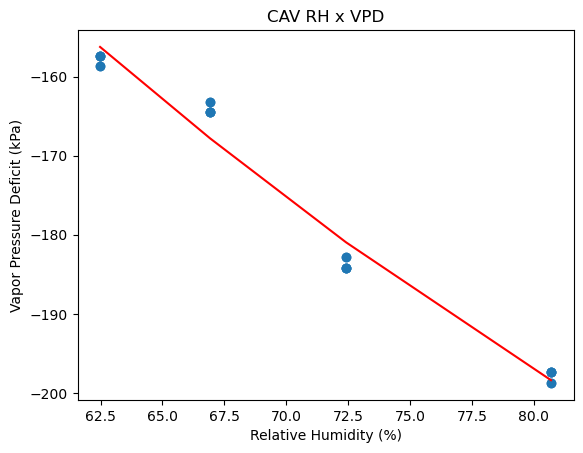 CAV RH x VPD
Vapor Pressure Deficit (kPa)
−160
−170
−180
−190
−200
62.5 65.0 67.5 70.0 72.5 75.0 77.5 80.0
Relative Humidity (%)